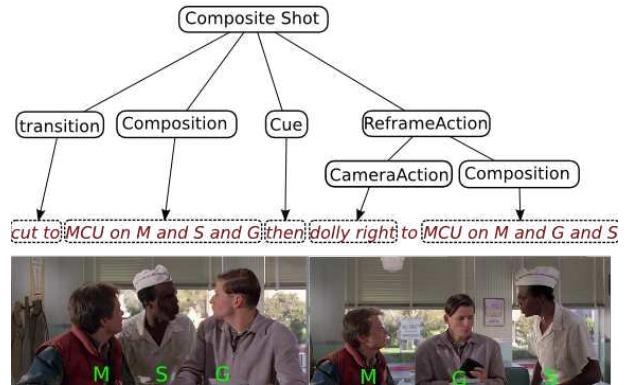 Composite Shot
transition Composition Cue ReframeAction
CameraAction Composition
cut to MCU on M and S and G then dolly right to MCU on M and G and S
M S G M G S